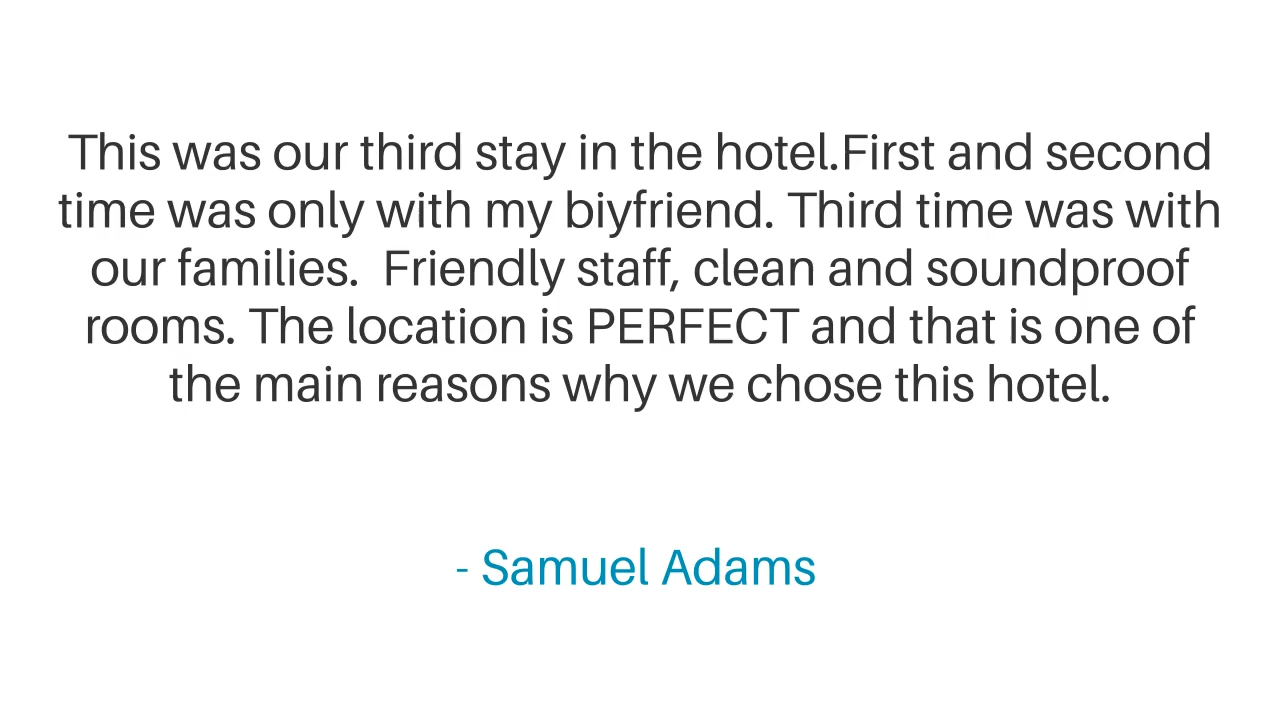 This was our third stay in the hotel.First and second
time was only with my biyfriend. Third time was with
our families.  Friendly staff, clean and soundproof
rooms. The location is PERFECT and that is one of
the main reasons why we chose this hotel.
- Samuel Adams